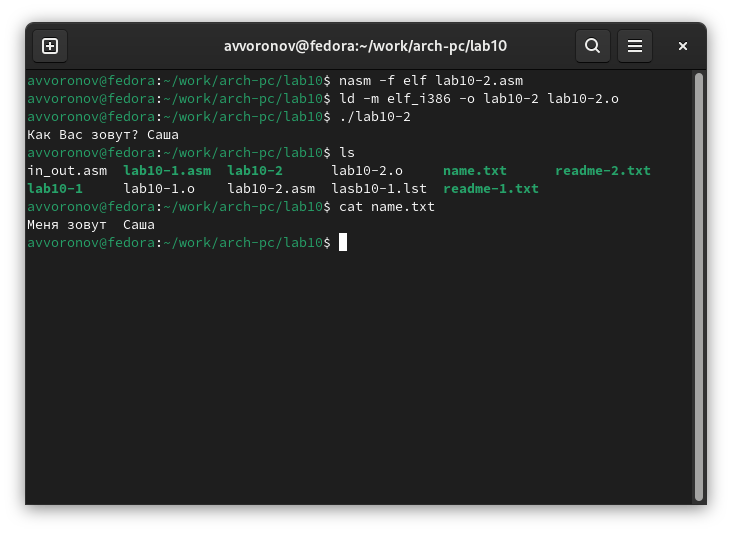 avvoronov@fedora:~/work/arch-pc/lab10
avvoronov@fedora:~/work/arch-pc/lab10$ nasm -f elf lab10-2.asm
avvoronov@fedora:~/work/arch-pc/lab10$ ld -m elf_i386 -o lab10-2 lab10-2.o
avvoronov@fedora:~/work/arch-pc/lab10$ ./lab10-2
Как Вас зовут? Саша
avvoronov@fedora:~/work/arch-pc/lab10$ ls
in_out.asm  lab10-1.asm  lab10-2      lab10-2.o     name.txt      readme-2.txt
lab10-1     lab10-1.o    lab10-2.asm  lasb10-1.lst  readme-1.txt
avvoronov@fedora:~/work/arch-pc/lab10$ cat name.txt
Меня зовут  Саша
avvoronov@fedora:~/work/arch-pc/lab10$